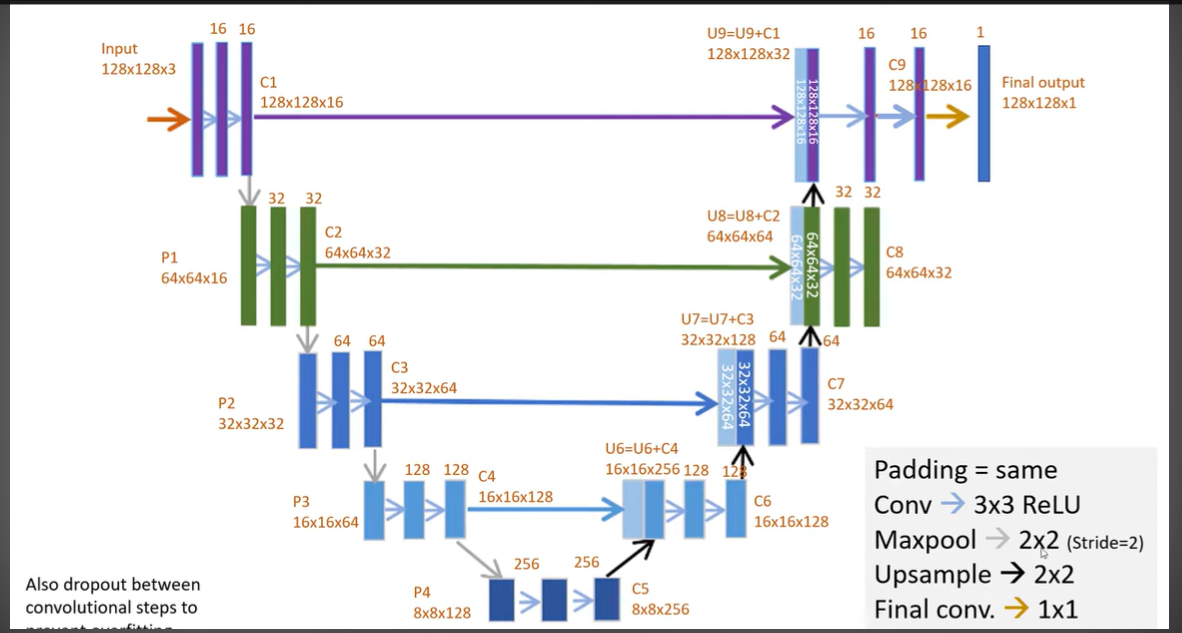 Input
128x128x3
16 16
C1
128x128x16
U9=U9+C1
128x128x32
128x128x16
128x128x16
16
16
C9
128x128x16
1
Final output
128x128x1
P1
64x64x16
32
32
C2
64x64x32
U8=U8+C2
64x64x64
64x64x32
64x64x32
32 32
C8
64x64x32
P2
32x32x32
64
64
C3
32x32x64
U7=U7+C3
32x32x128
32x32x64
32x32x64
64
64
C7
32x32x64
P3
16x16x64
128 128
C4
16x16x128
U6=U6+C4
16x16x256
128
128
C6
16x16x128
P4
8x8x128
256
256
C5
8x8x256
Padding = same
Conv → 3x3 ReLU
Maxpool → 2x2 (Stride=2)
Upsample → 2x2
Final conv. → 1x1
Also dropout between
convolutional steps to
prevent overfitting